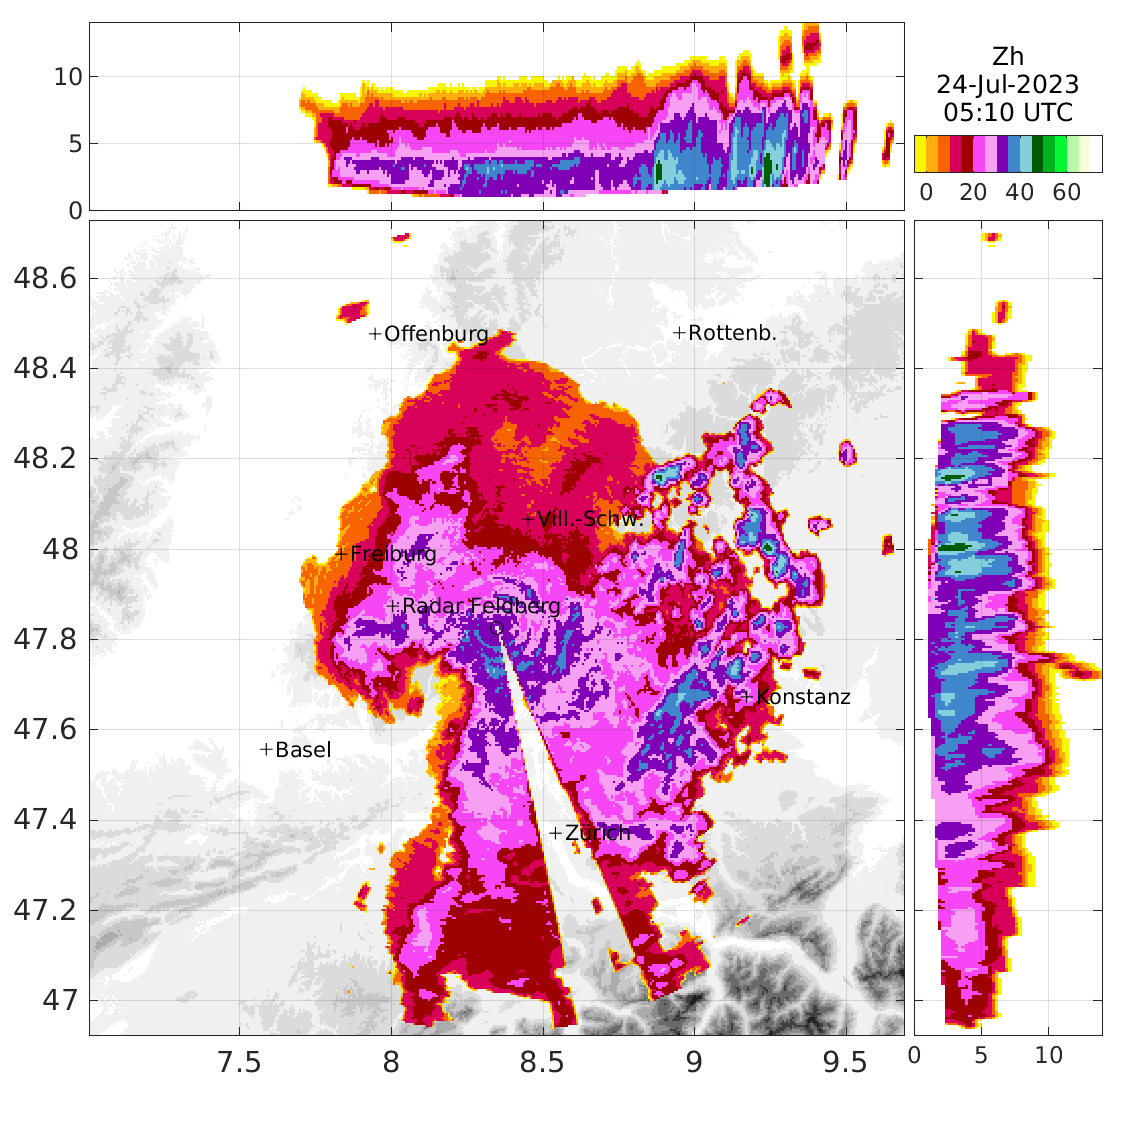 10
5
0
Zh
24-Jul-2023
05:10 UTC
0 20 40 60
48.6
48.4
48.2
48
47.8
47.6
47.4
47.2
47
+Offenburg
+Rottenb.
+Vill.-Schw.
+Freiburg
+Radar Feldberg
+Konstanz
+Basel
+Zürich
7.5 8 8.5 9 9.5
0 5 10